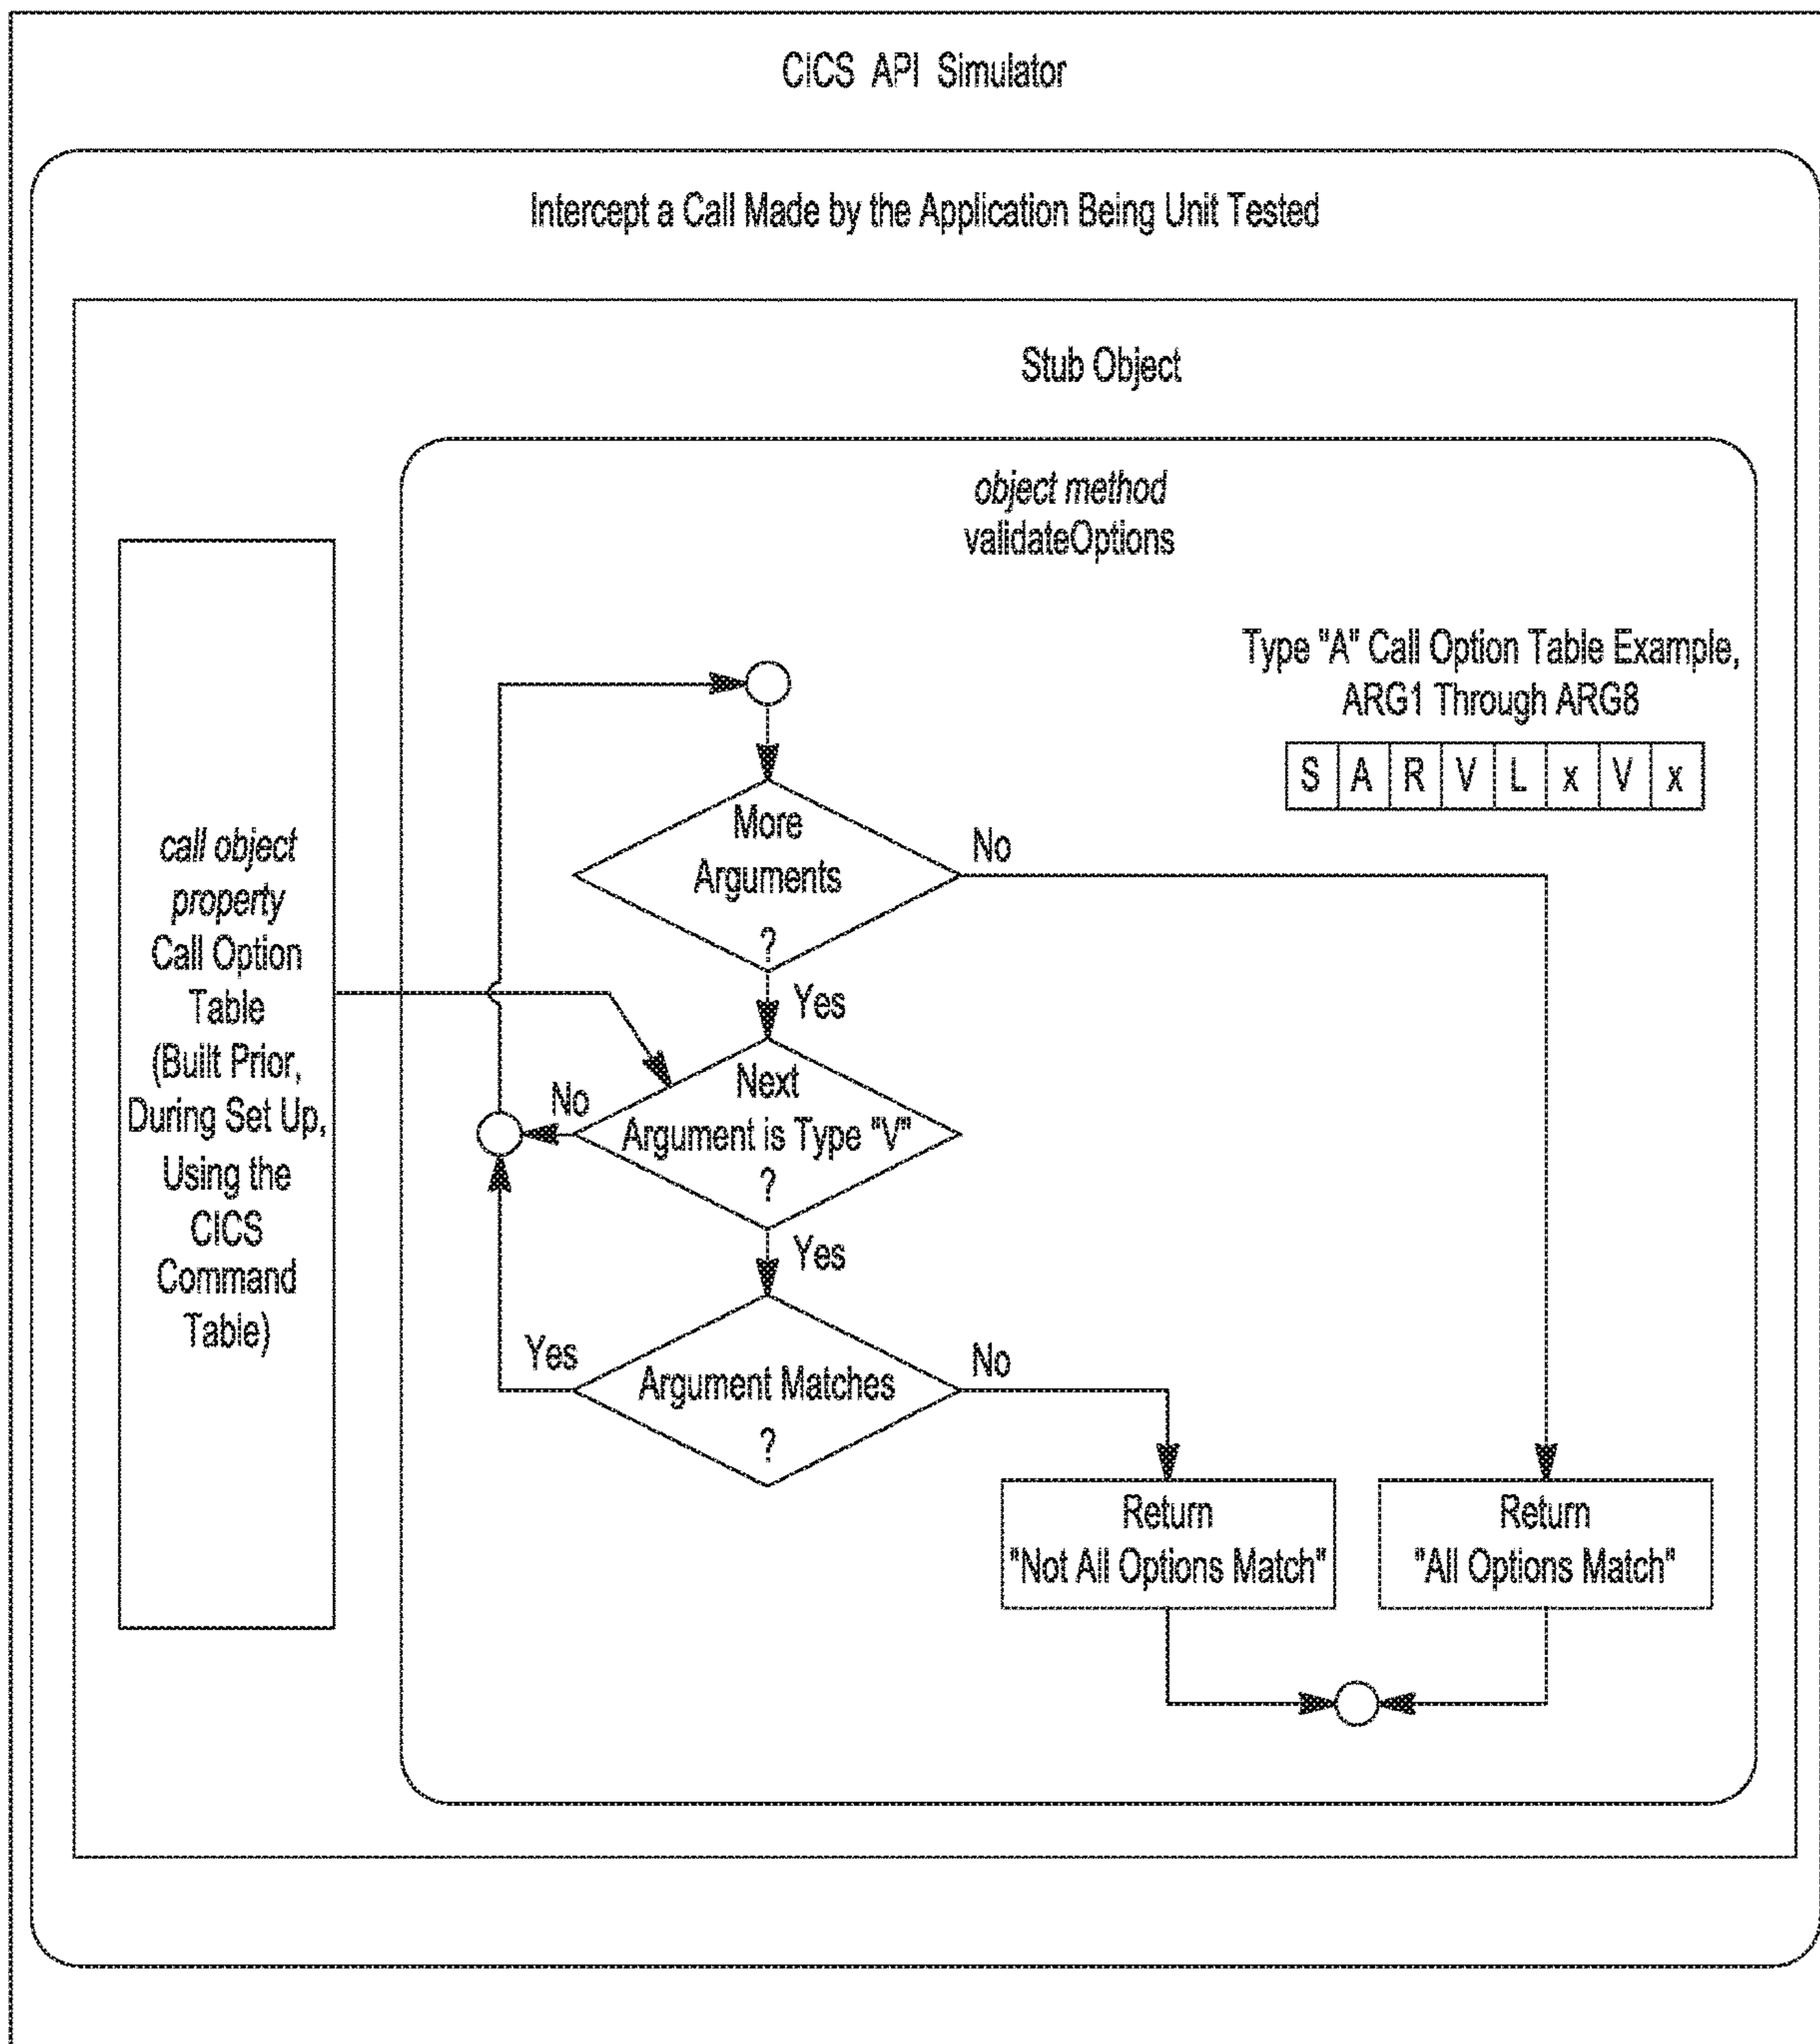 CICS API Simulator
Intercept a Call Made by the Application Being Unit Tested
Stub Object
object method
validateOptions
Type "A" Call Option Table Example,
ARG1 Through ARG8
S A R V L x V x
call object
property
Call Option
Table
(Built Prior,
During Set Up,
Using the
CICS
Command
Table)
More
Arguments
?
No
Yes
Next
Argument is Type "V"
?
No
Yes
Argument Matches
?
Yes
No
Return
"Not All Options Match"
Return
"All Options Match"